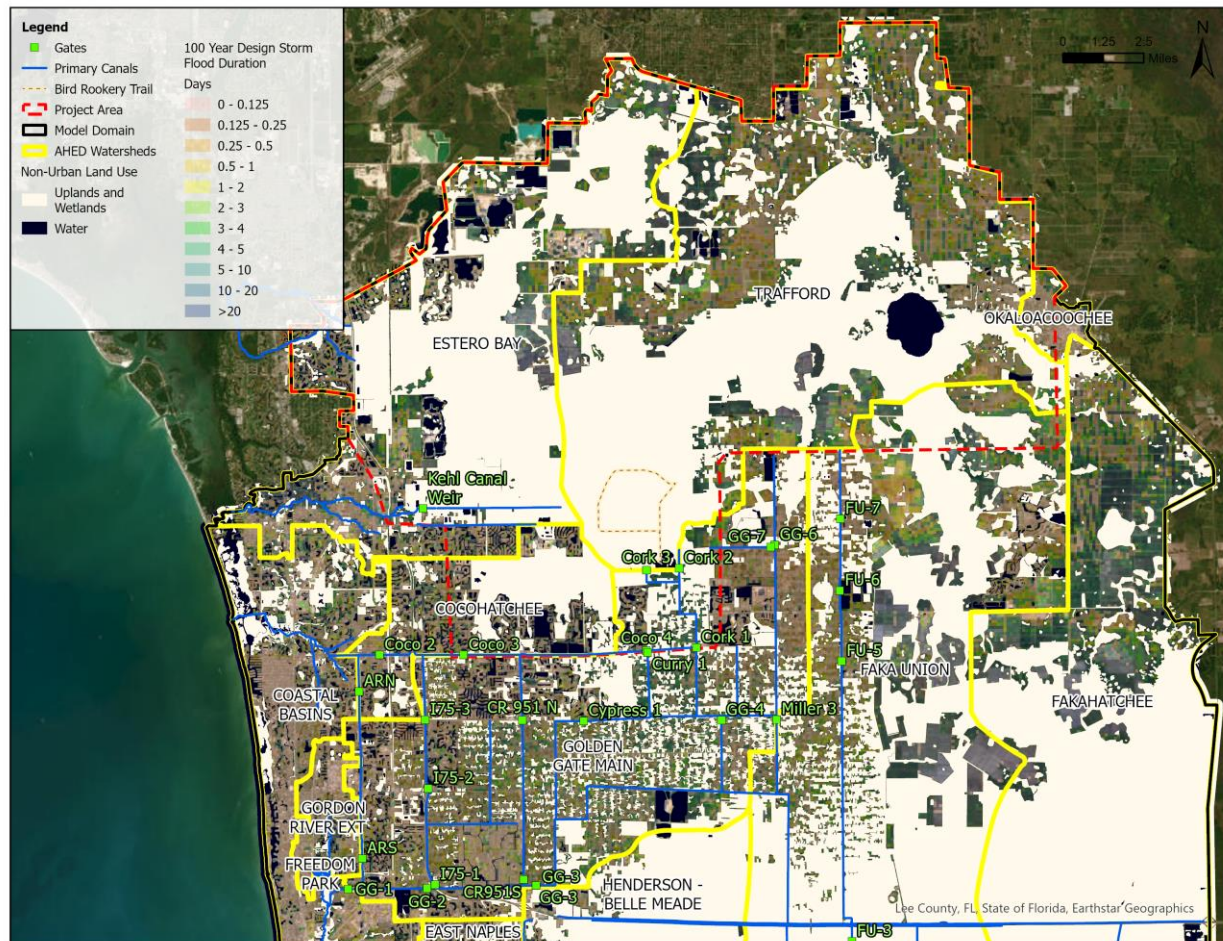 Legend
Gates
Primary Canals
Bird Rookery Trail
Project Area
Model Domain
AHED Watersheds
Non-Urban Land Use
Uplands and
Wetlands
Water
100 Year Design Storm
Flood Duration
Days
0 - 0.125
0.125 - 0.25
0.25 - 0.5
0.5 - 1
1 - 2
2 - 3
3 - 4
4 - 5
5 - 10
10 - 20
>20
N
0 1.25 2.5
Miles
TRAFFORD
OKALOACOOCHEE
ESTERO BAY
Kehl Canal
Weir
FU-7
GG-7 GG-6
Cork 3 Cork 2
FU-6
COCOHATCHEE
Coco 2 Coco 3 Coco 4 Cork 1
Curry 1
FU-5
FAKA UNION
ARN
COASTAL
BASINS
FAKAHATCHEE
I75-3 CR 951 N Cypress 1 GG-4 Miller 3
GOLDEN
GATE MAIN
I75-2
GORDON
RIVER EXT
ARS
FREEDOM
PARK
GG-1
I75-1
GG-2
CR951S
GG-3
GG-3
HENDERSON -
BELLE MEADE
Lee County, FL, State of Florida, Earthstar Geographics
EAST NAPLES
FU-3